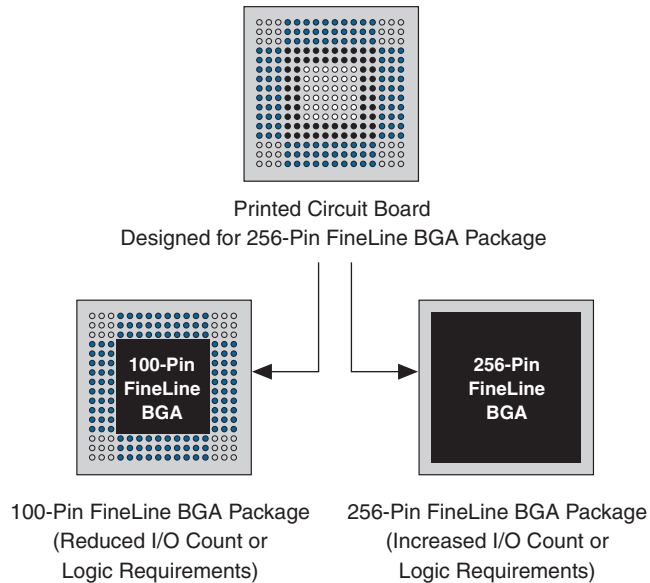 Printed Circuit Board
Designed for 256-Pin FineLine BGA Package
100-Pin
FineLine
BGA
256-Pin
FineLine
BGA
100-Pin FineLine BGA Package
(Reduced I/O Count or
Logic Requirements)
256-Pin FineLine BGA Package
(Increased I/O Count or
Logic Requirements)